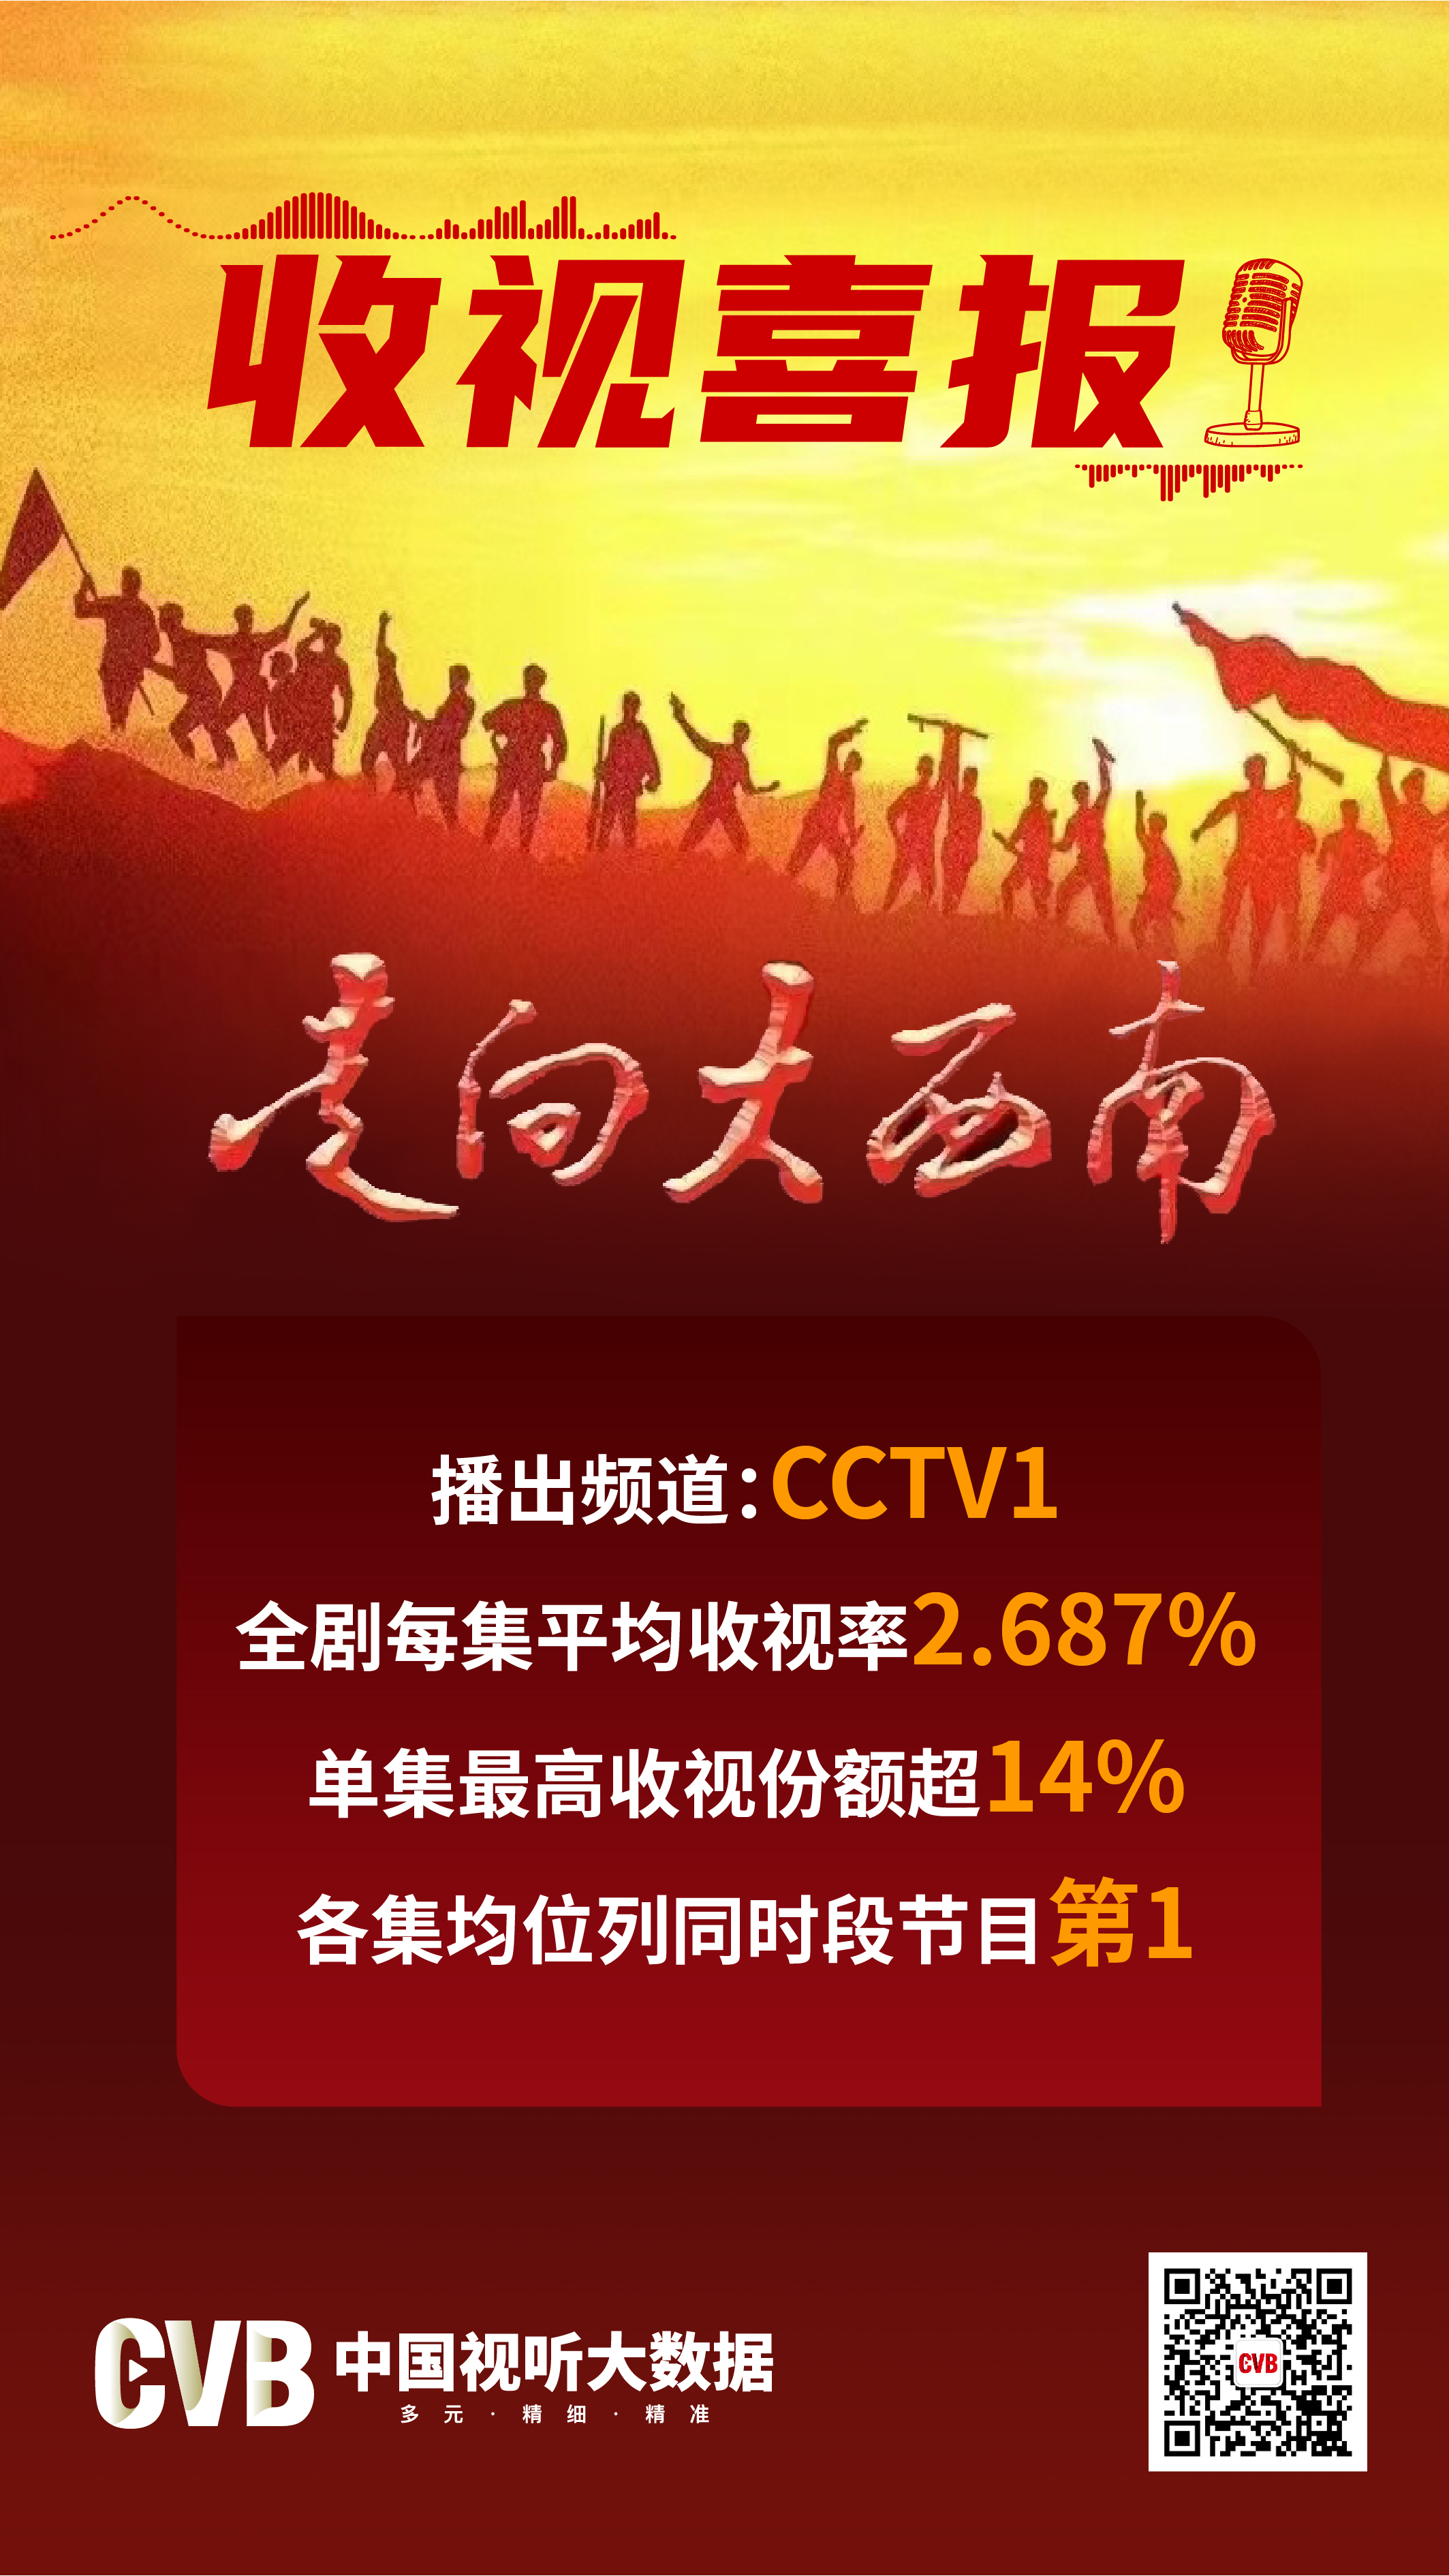 收视喜报
走向大西南
播出频道：CCTV1
全剧每集平均收视率2.687%
单集最高收视份额超14%
各集均位列同时段节目第1
CVB 中国视听大数据
多元·精细·精准
CVB